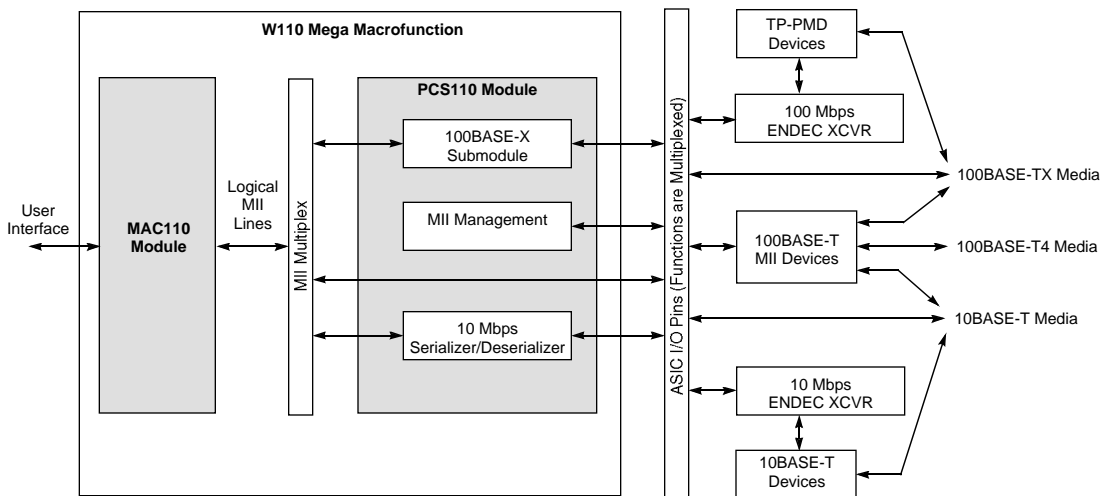 W110 Mega Macrofunction
User
Interface
MAC110
Module
Logical
MII
Lines
MII Multiplex
PCS110 Module
100BASE-X
Submodule
MII Management
10 Mbps
Serializer/Deserializer
ASIC I/O Pins (Functions are Multiplexed)
TP-PMD
Devices
100 Mbps
ENDEC XCVR
100BASE-T
MII Devices
10 Mbps
ENDEC XCVR
10BASE-T
Devices
100BASE-TX Media
100BASE-T4 Media
10BASE-T Media